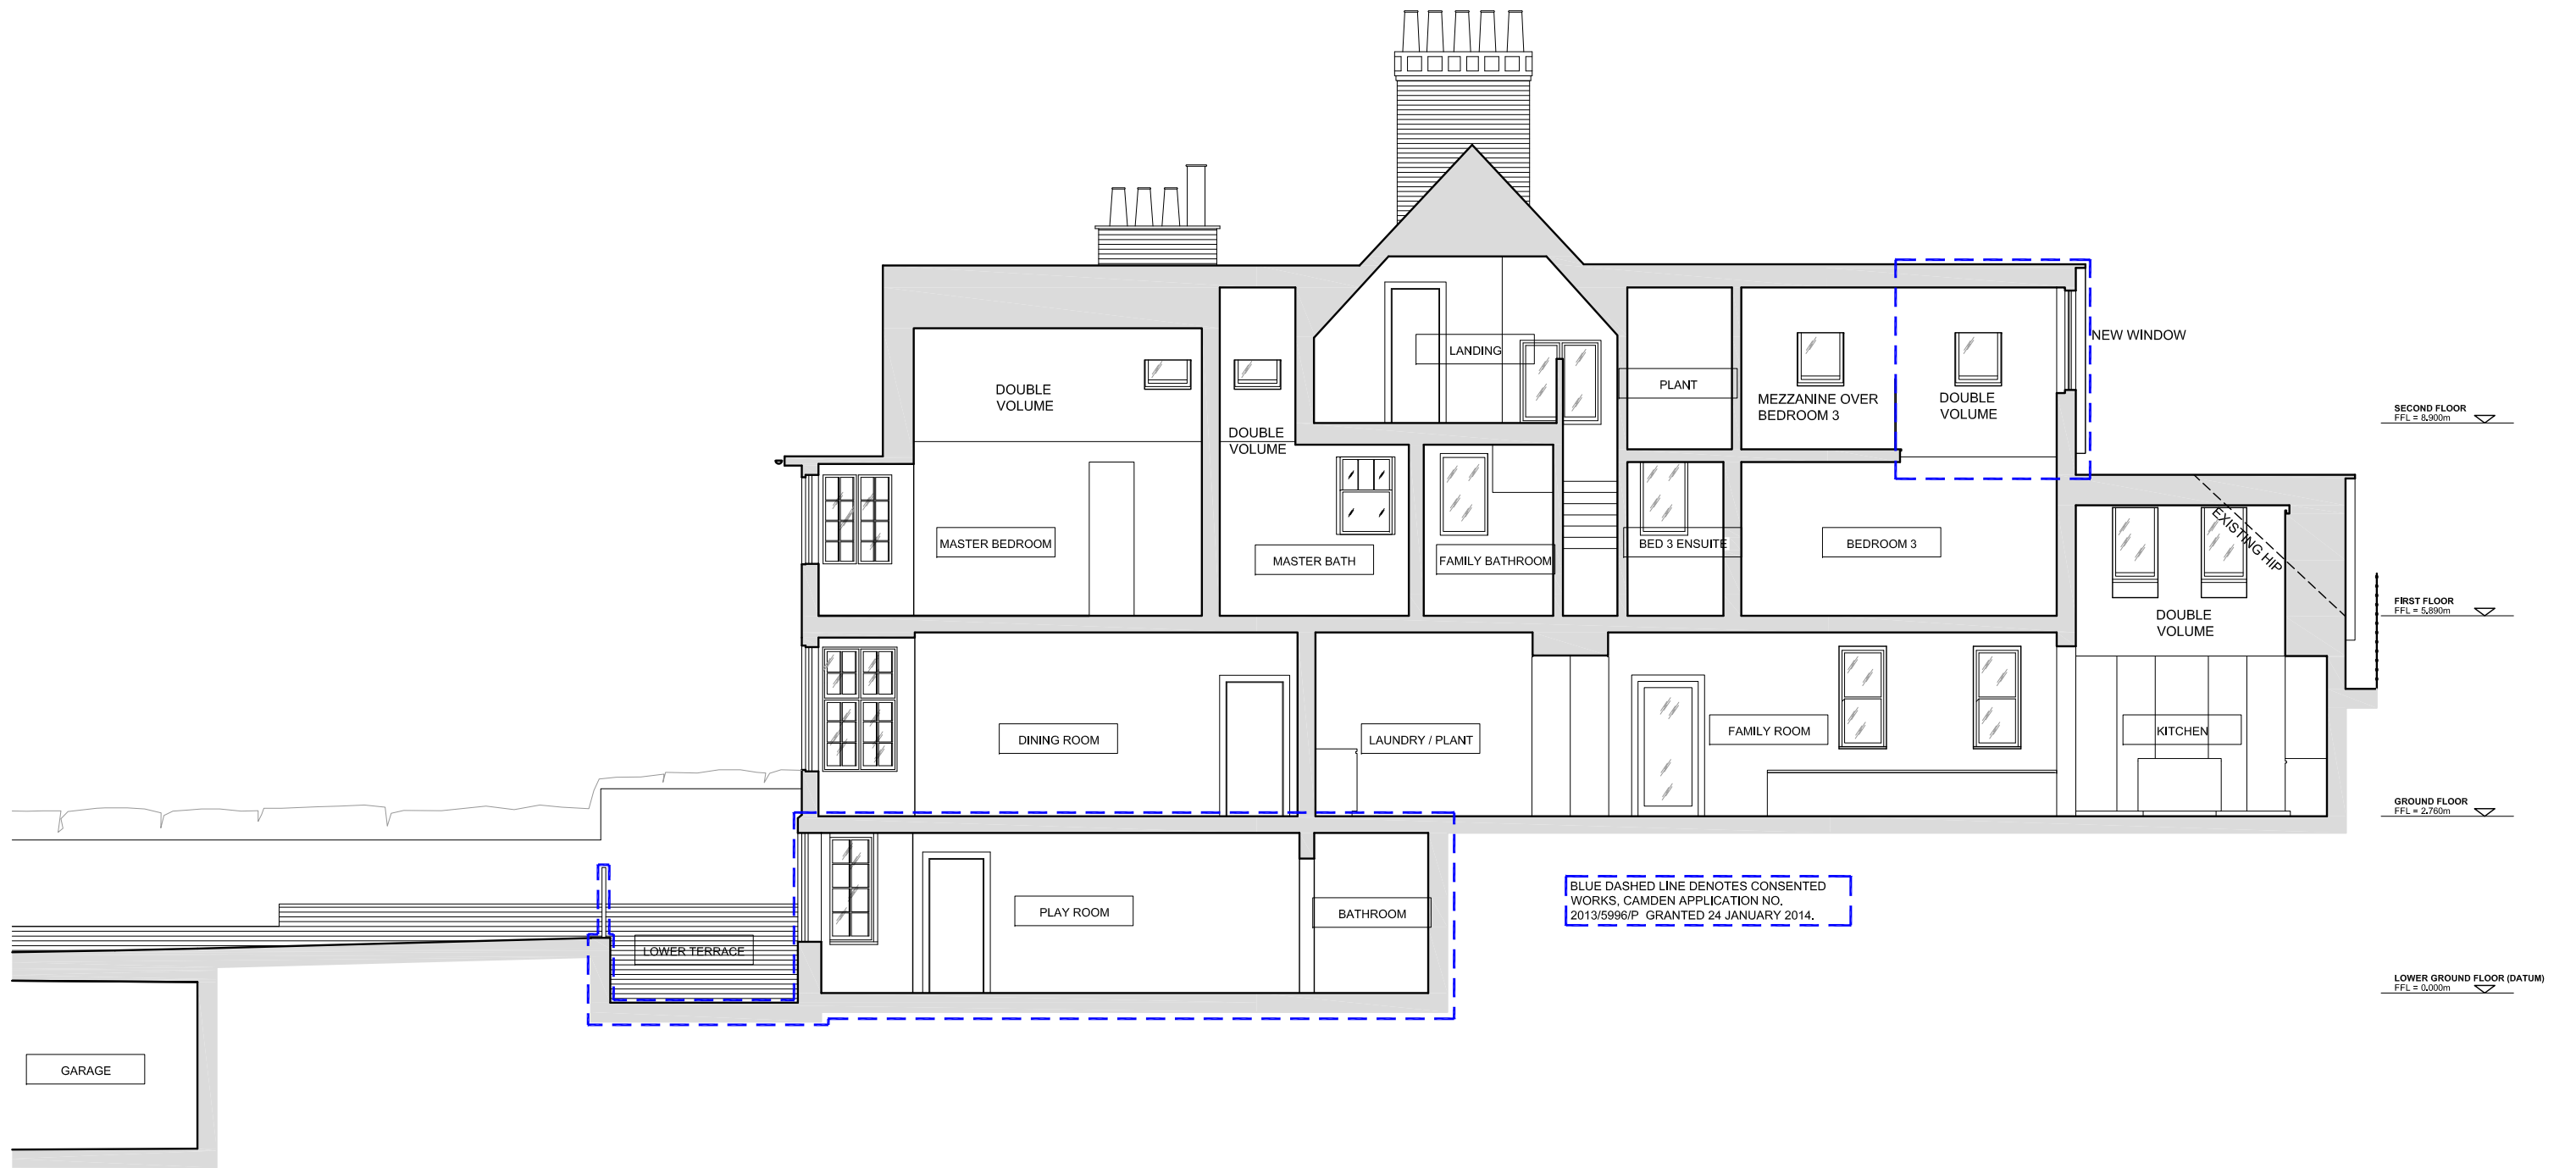 LANDING
NEW WINDOW
PLANT
DOUBLE
VOLUME
MEZZANINE OVER
BEDROOM 3
DOUBLE
VOLUME
DOUBLE
VOLUME
SECOND FLOOR
FFL = 8.900m
MASTER BEDROOM
MASTER BATH
FAMILY BATHROOM
BED 3 ENSUITE
BEDROOM 3
EXISTING HIP
DOUBLE
VOLUME
FIRST FLOOR
FFL = 5.890m
DINING ROOM
LAUNDRY / PLANT
FAMILY ROOM
KITCHEN
GROUND FLOOR
FFL = 2.760m
PLAY ROOM
BATHROOM
BLUE DASHED LINE DENOTES CONSENTED
WORKS, CAMDEN APPLICATION NO.
2013/5996/P GRANTED 24 JANUARY 2014.
LOWER TERRACE
LOWER GROUND FLOOR (DATUM)
FFL = 0.000m
GARAGE